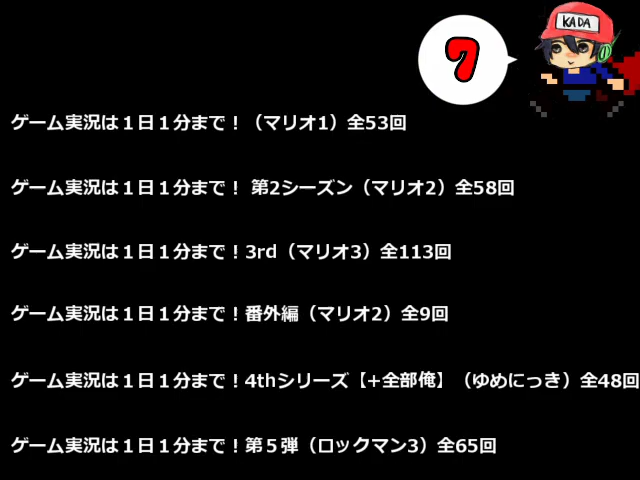 KADA
7
ゲーム実況は１日１分まで！（マリオ1）全53回
ゲーム実況は１日１分まで！ 第2シーズン（マリオ2）全58回
ゲーム実況は１日１分まで！3rd（マリオ3）全113回
ゲーム実況は１日１分まで！番外編（マリオ2）全9回
ゲーム実況は１日１分まで！4thシリーズ【+全部俺】（ゆめにっき）全48回
ゲーム実況は１日１分まで！第５弾（ロックマン3）全65回